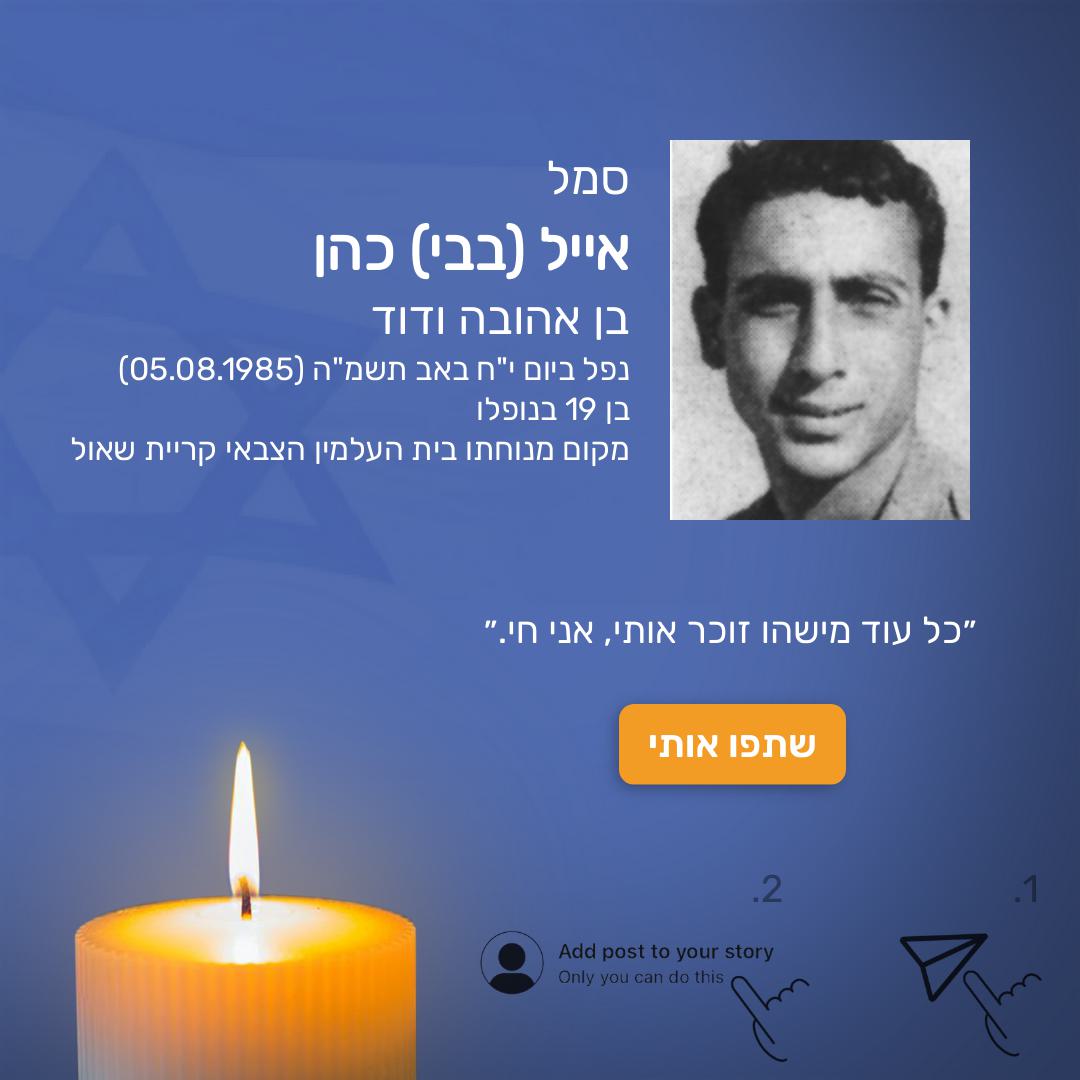 סמל
אייל (בבי) כהן
בן אהובה ודוד
נפל ביום י"ח באב תשמ"ה (05.08.1985)
בן 19 בנופלו
מקום מנוחתו בית העלמין הצבאי קריית שאול
״כל עוד מישהו זוכר אותי, אני חי.״
שתפו אותי
1.
2.
Add post to your story
Only you can do this